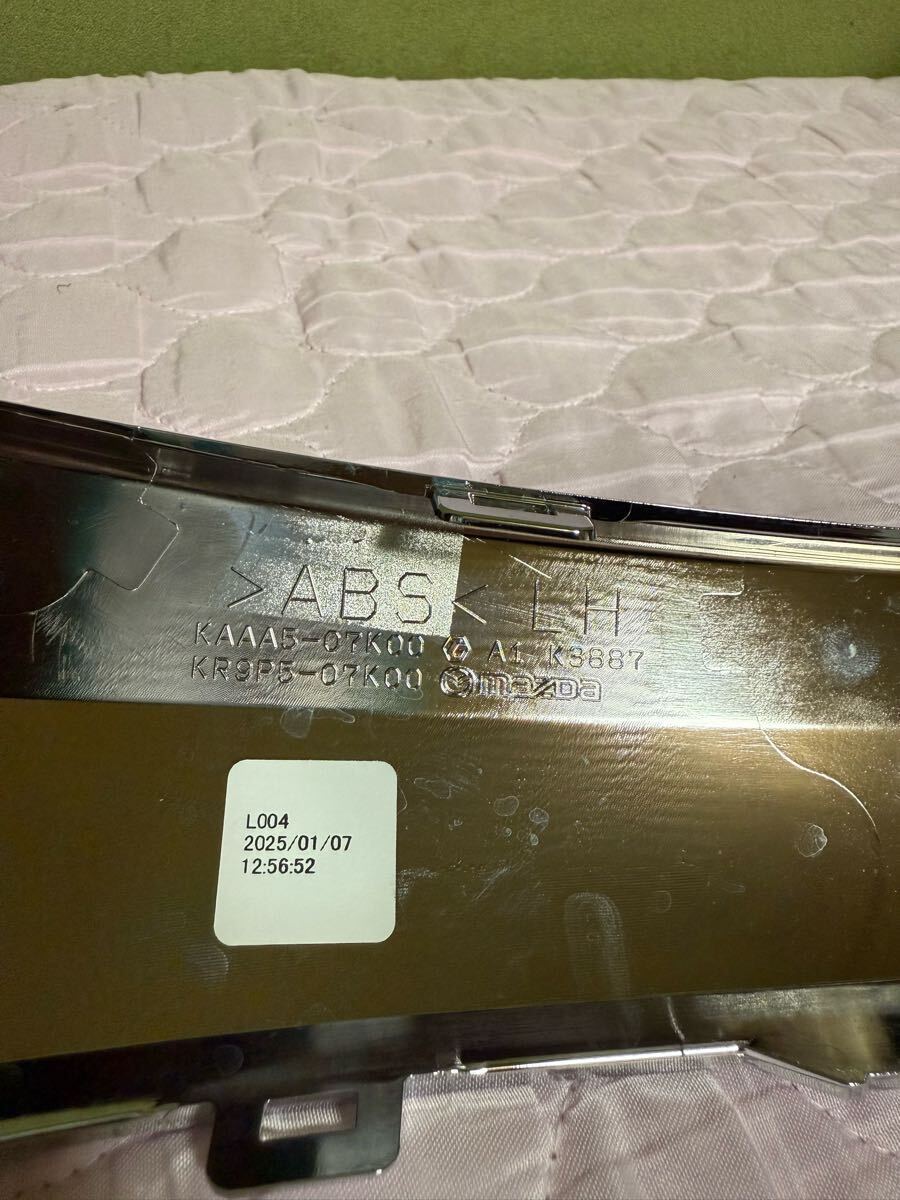 >ABS< LH
KAAA5-07K00 A1 K3887
KR9P5-07K00 mazda
L004
2025/01/07
12:56:52